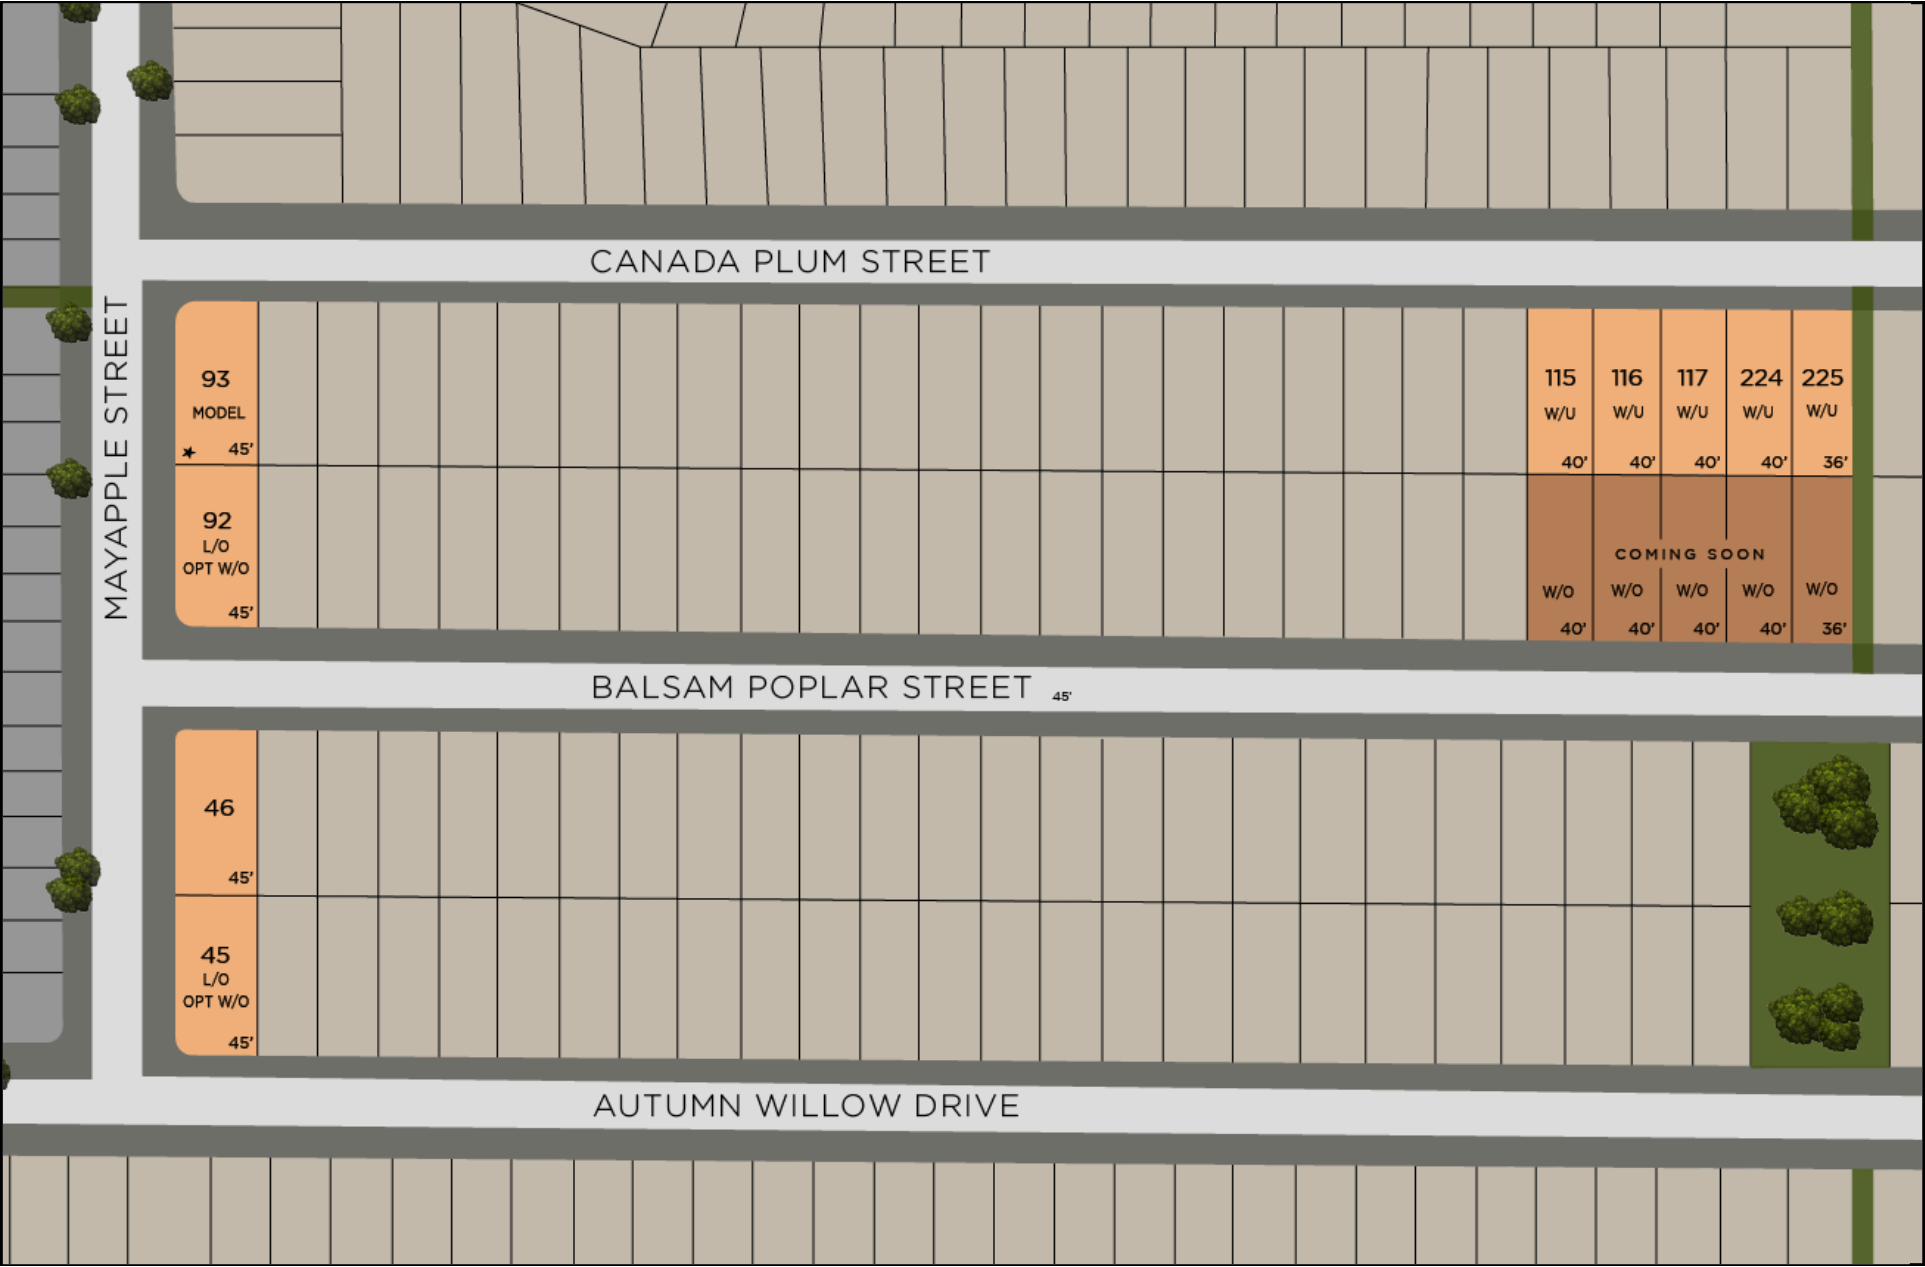 CANADA PLUM STREET
MAYAPPLE STREET
93
MODEL
★ 45'
92
L/O
OPT W/O
45'
115 116 117 224 225
W/U W/U W/U W/U W/U
40' 40' 40' 40' 36'
COMING SOON
W/O W/O W/O W/O W/O
40' 40' 40' 40' 36'
BALSAM POPLAR STREET 45'
46
45'
45
L/O
OPT W/O
45'
AUTUMN WILLOW DRIVE